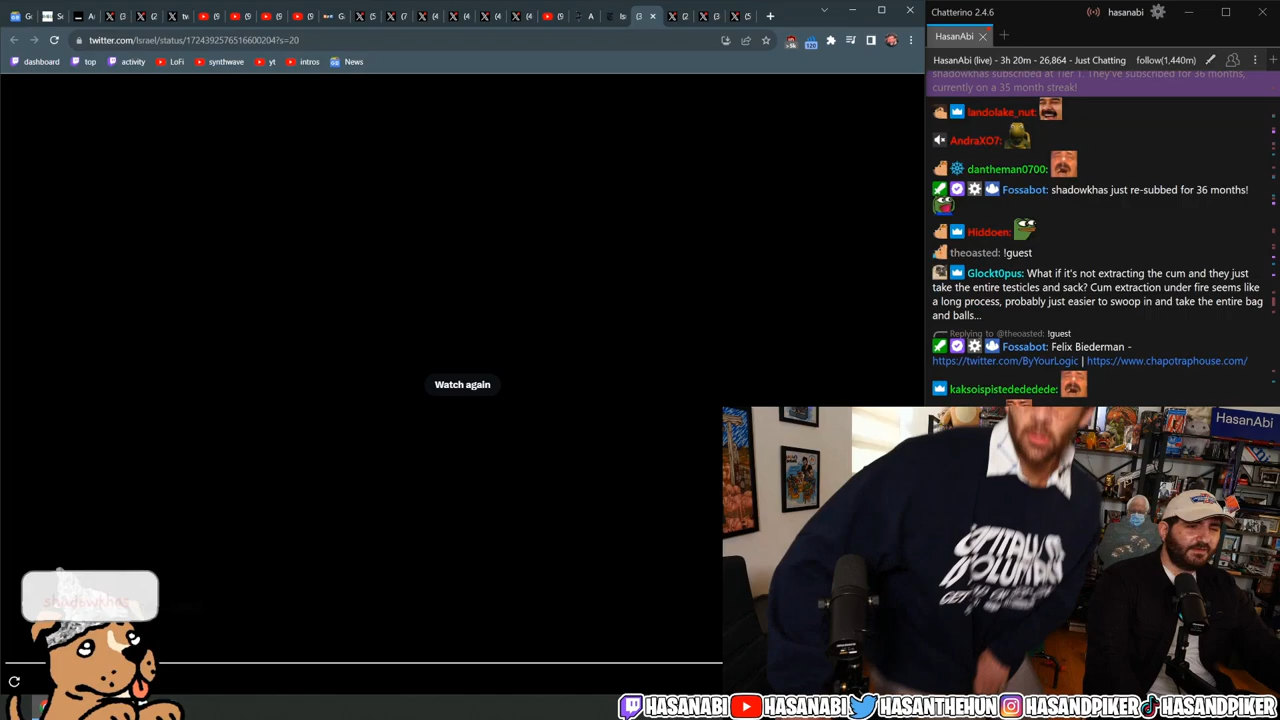 twitter.com/Israel/status/1724392576516600204?s=20
dashboard top activity LoFi synthwave yt intros News
Watch again
shadowkhas
Chatterino 2.4.6
hasanabi
HasanAbi
HasanAbi (live) - 3h 20m - 26,864 - Just Chatting
follow(1,440m)
shadowkhas subscribed at Tier 1. They've subscribed for 36 months,
currently on a 35 month streak!
landolake_nut:
AndraXO7:
dantheman0700:
Fossabot: shadowkhas just re-subbed for 36 months!
Hiddoen:
theoasted: !guest
Glockt0pus: What if it's not extracting the cum and they just
take the entire testicles and sack? Cum extraction under fire seems like
a long process, probably just easier to swoop in and take the entire bag
and balls...
Replying to @theoasted: !guest
Fossabot: Felix Biederman -
https://twitter.com/ByYourLogic | https://www.chapotraphouse.com/
kaksoispistedededede:
HasanAbi
HASANABI HASANABI HASANTHEHUN HASANDPIKER HASANDPIKER